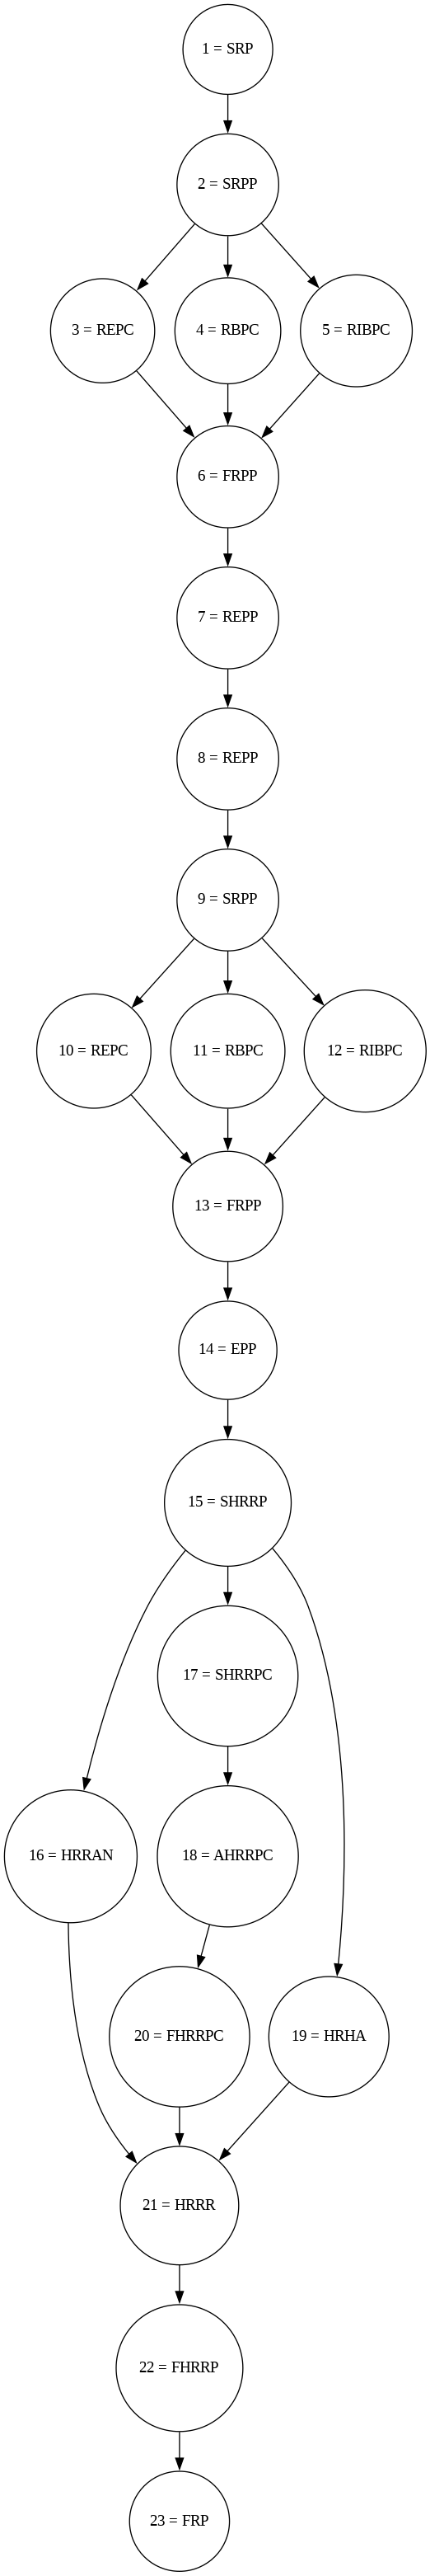 1 = SRP
2 = SRPP
3 = REPC
4 = RBPC
5 = RIBPC
6 = FRPP
7 = REPP
8 = REPP
9 = SRPP
10 = REPC
11 = RBPC
12 = RIBPC
13 = FRPP
14 = EPP
15 = SHRRP
17 = SHRRPC
16 = HRRAN
18 = AHRRPC
20 = FHRRPC
19 = HRHA
21 = HRRR
22 = FHRRP
23 = FRP